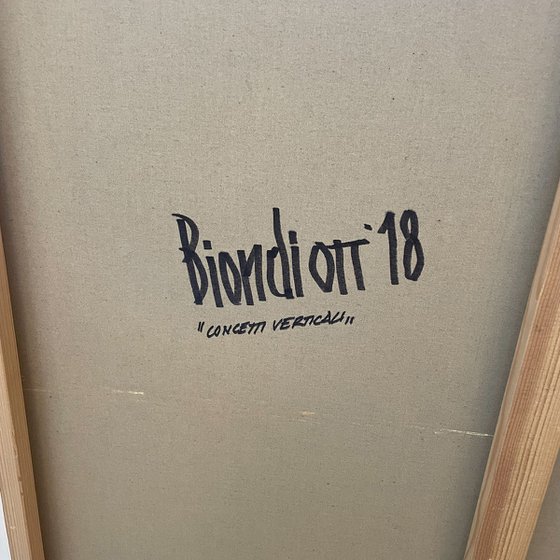 Biondi OTT '18
"CONCETTI VERTICALI"